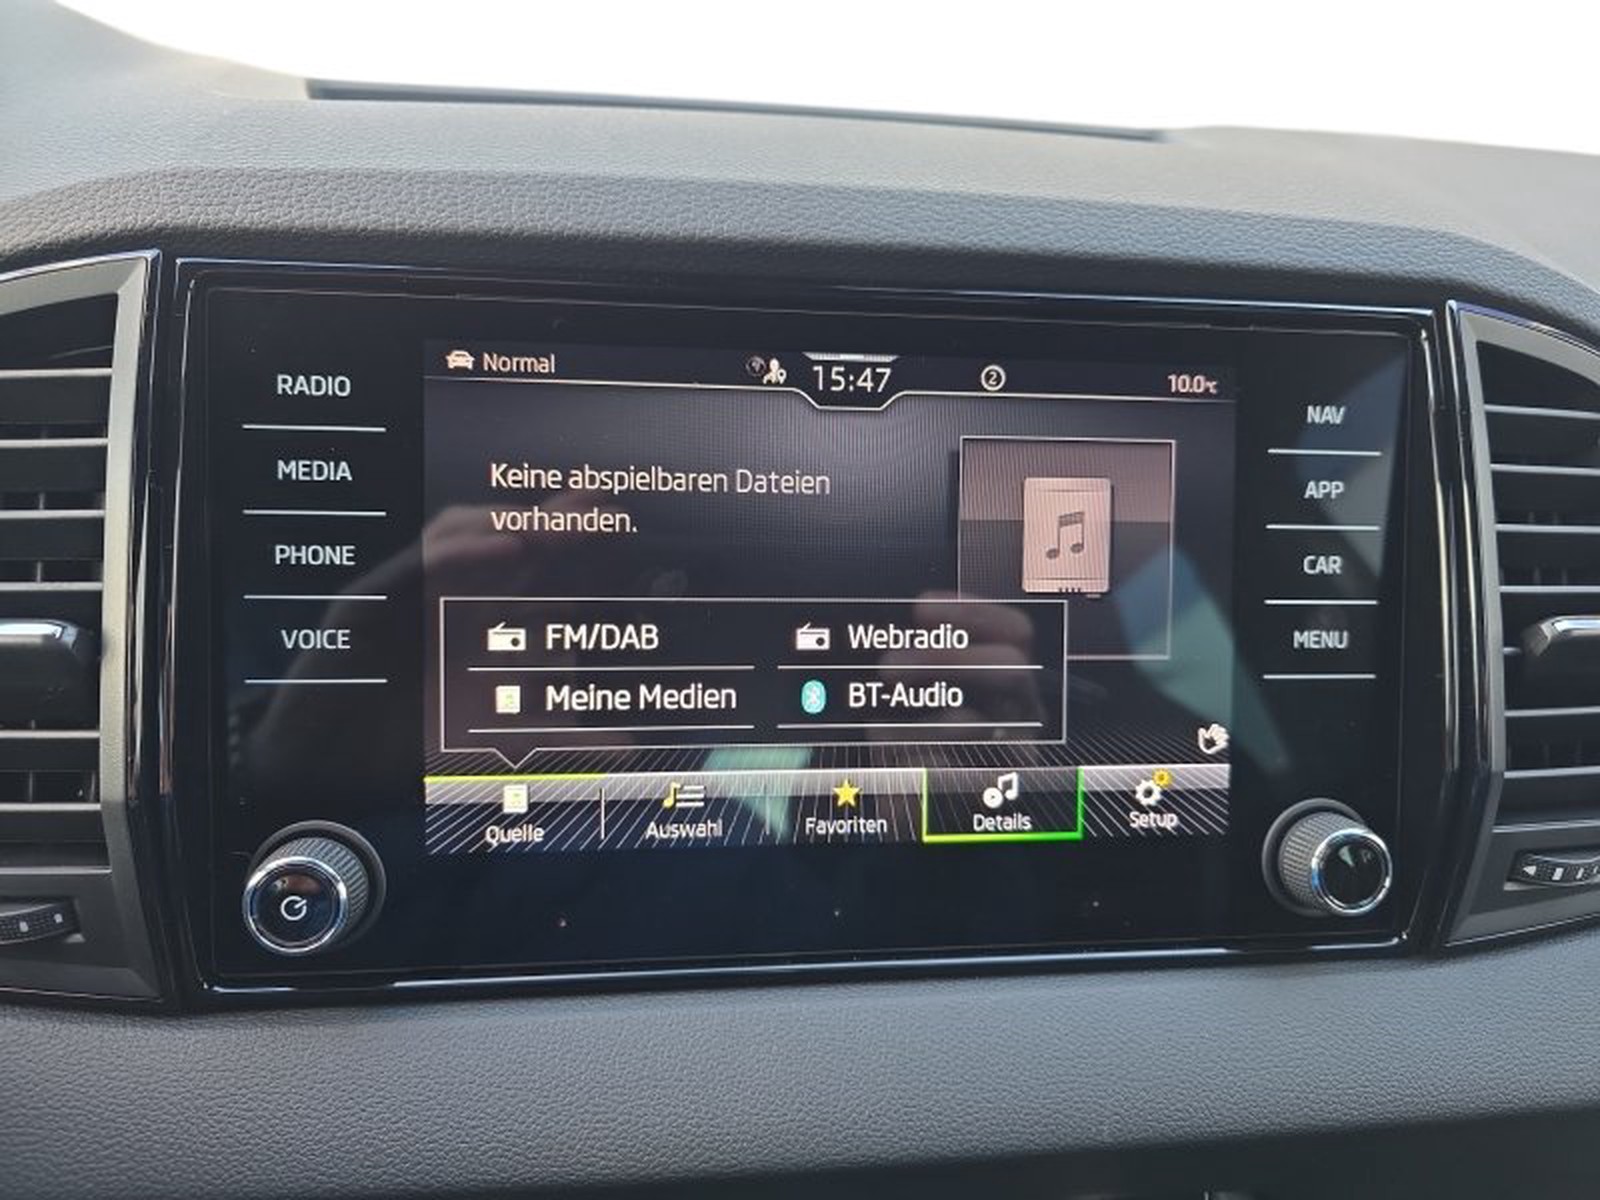 RADIO
MEDIA
PHONE
VOICE
Normal
15:47
2
10.0°C
Keine abspielbaren Dateien
vorhanden.
FM/DAB
Webradio
Meine Medien
BT-Audio
Quelle
Auswahl
Favoriten
Details
Setup
NAV
APP
CAR
MENU